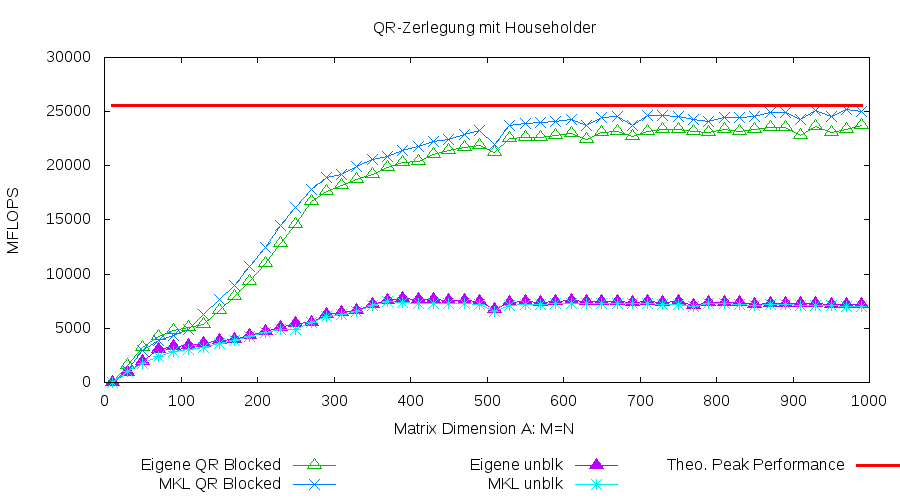 QR-Zerlegung mit Householder
30000
25000
20000
15000
10000
5000
0
MFLOPS
0 100 200 300 400 500 600 700 800 900 1000
Matrix Dimension A: M=N
Eigene QR Blocked Eigene unblk Theo. Peak Performance
MKL QR Blocked MKL unblk